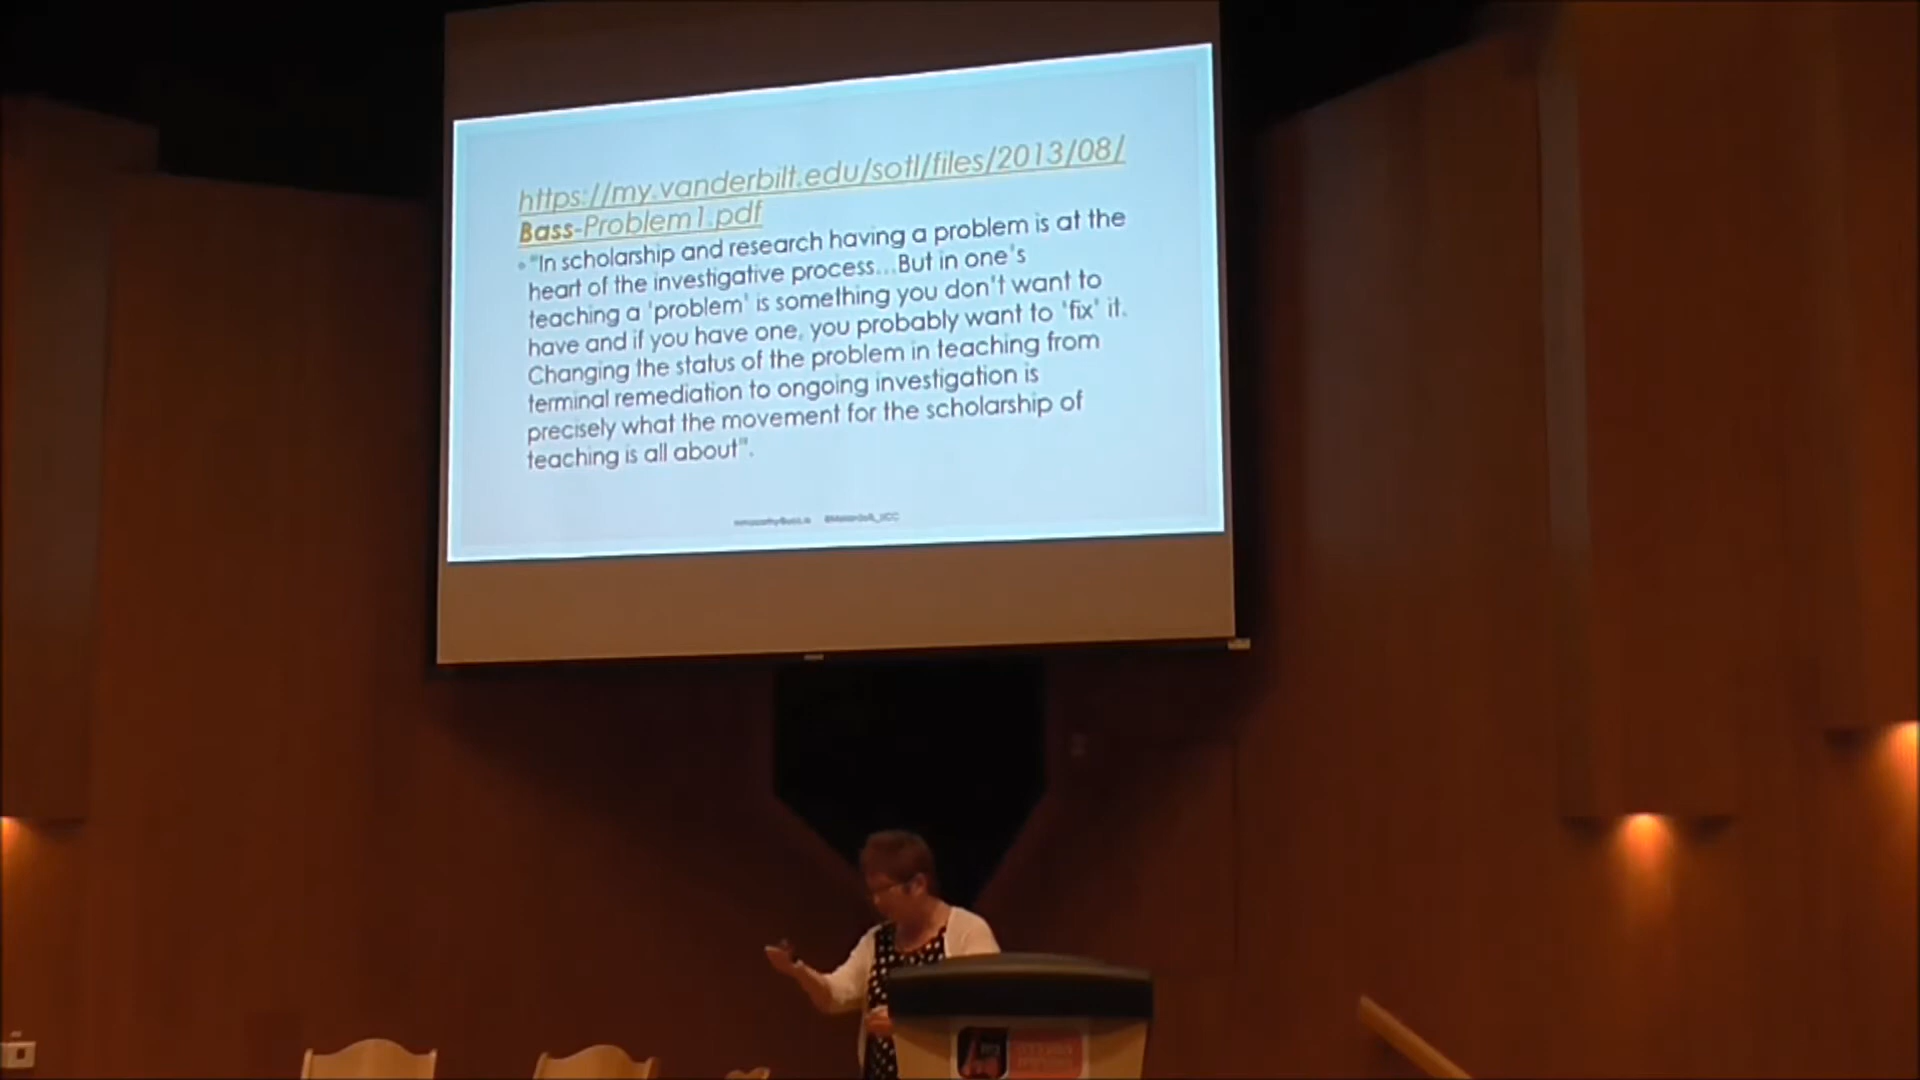 https://my.vanderbilt.edu/sotl/files/2013/08/
Bass-Problem1.pdf
"In scholarship and research having a problem is at the
heart of the investigative process...But in one's
teaching a 'problem' is something you don't want to
have and if you have one, you probably want to 'fix' it.
Changing the status of the problem in teaching from
terminal remediation to ongoing investigation is
precisely what the movement for the scholarship of
teaching is all about".